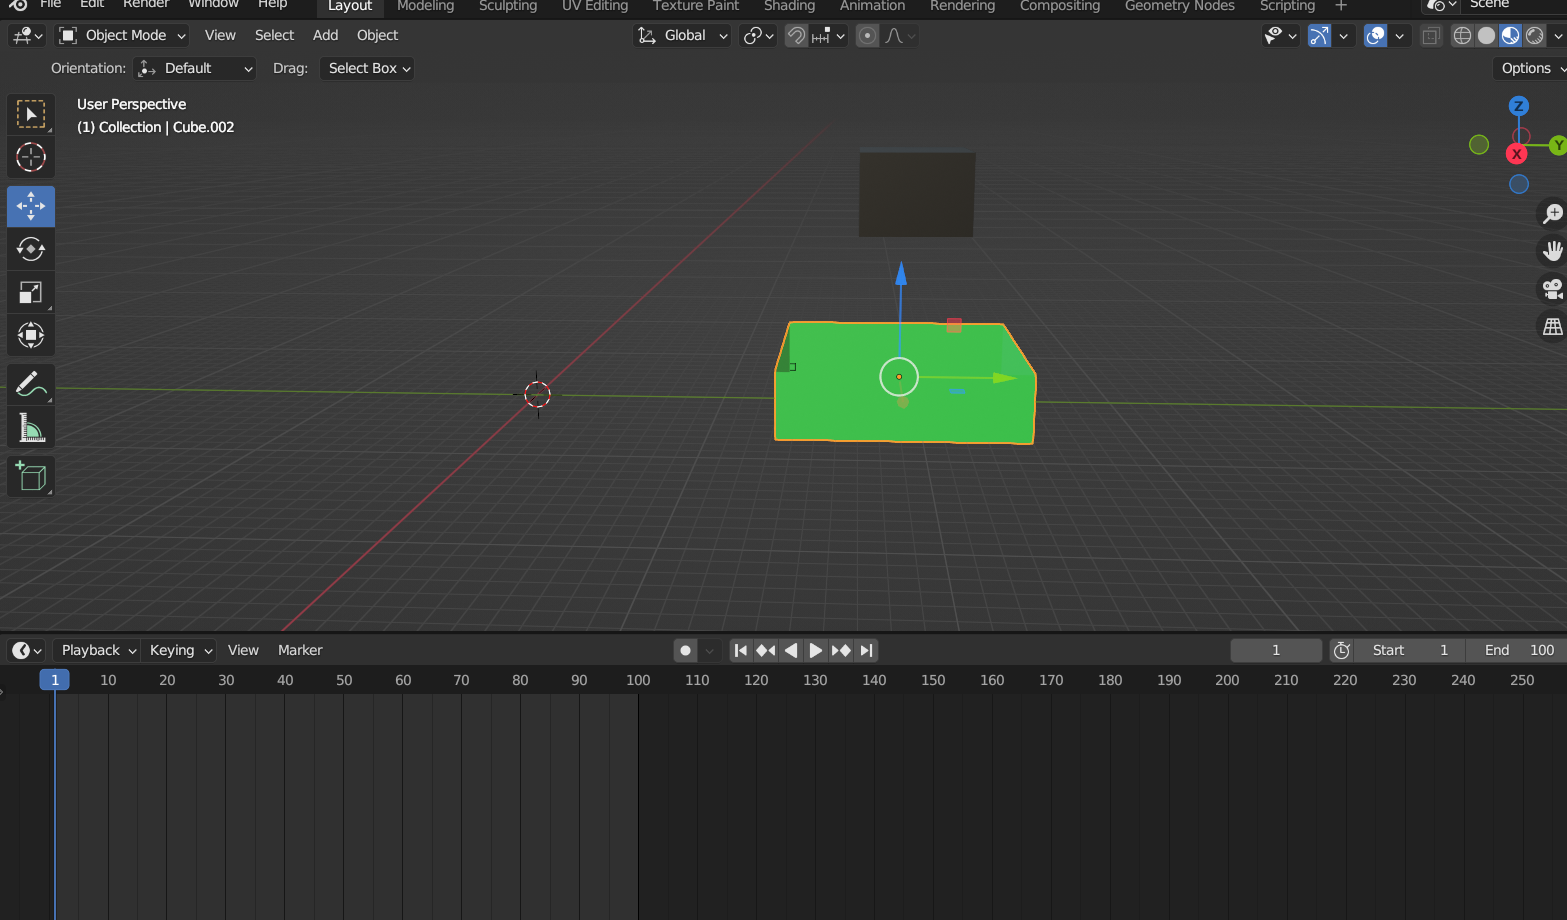 File Edit Render Window Help Layout Modeling Sculpting UV Editing Texture Paint Shading Animation Rendering Compositing Geometry Nodes Scripting + Scene
Object Mode View Select Add Object Global
Orientation: Default Drag: Select Box Options
User Perspective
(1) Collection | Cube.002
Z
Y
X
Playback Keying View Marker 1 Start 1 End 100
1 10 20 30 40 50 60 70 80 90 100 110 120 130 140 150 160 170 180 190 200 210 220 230 240 250